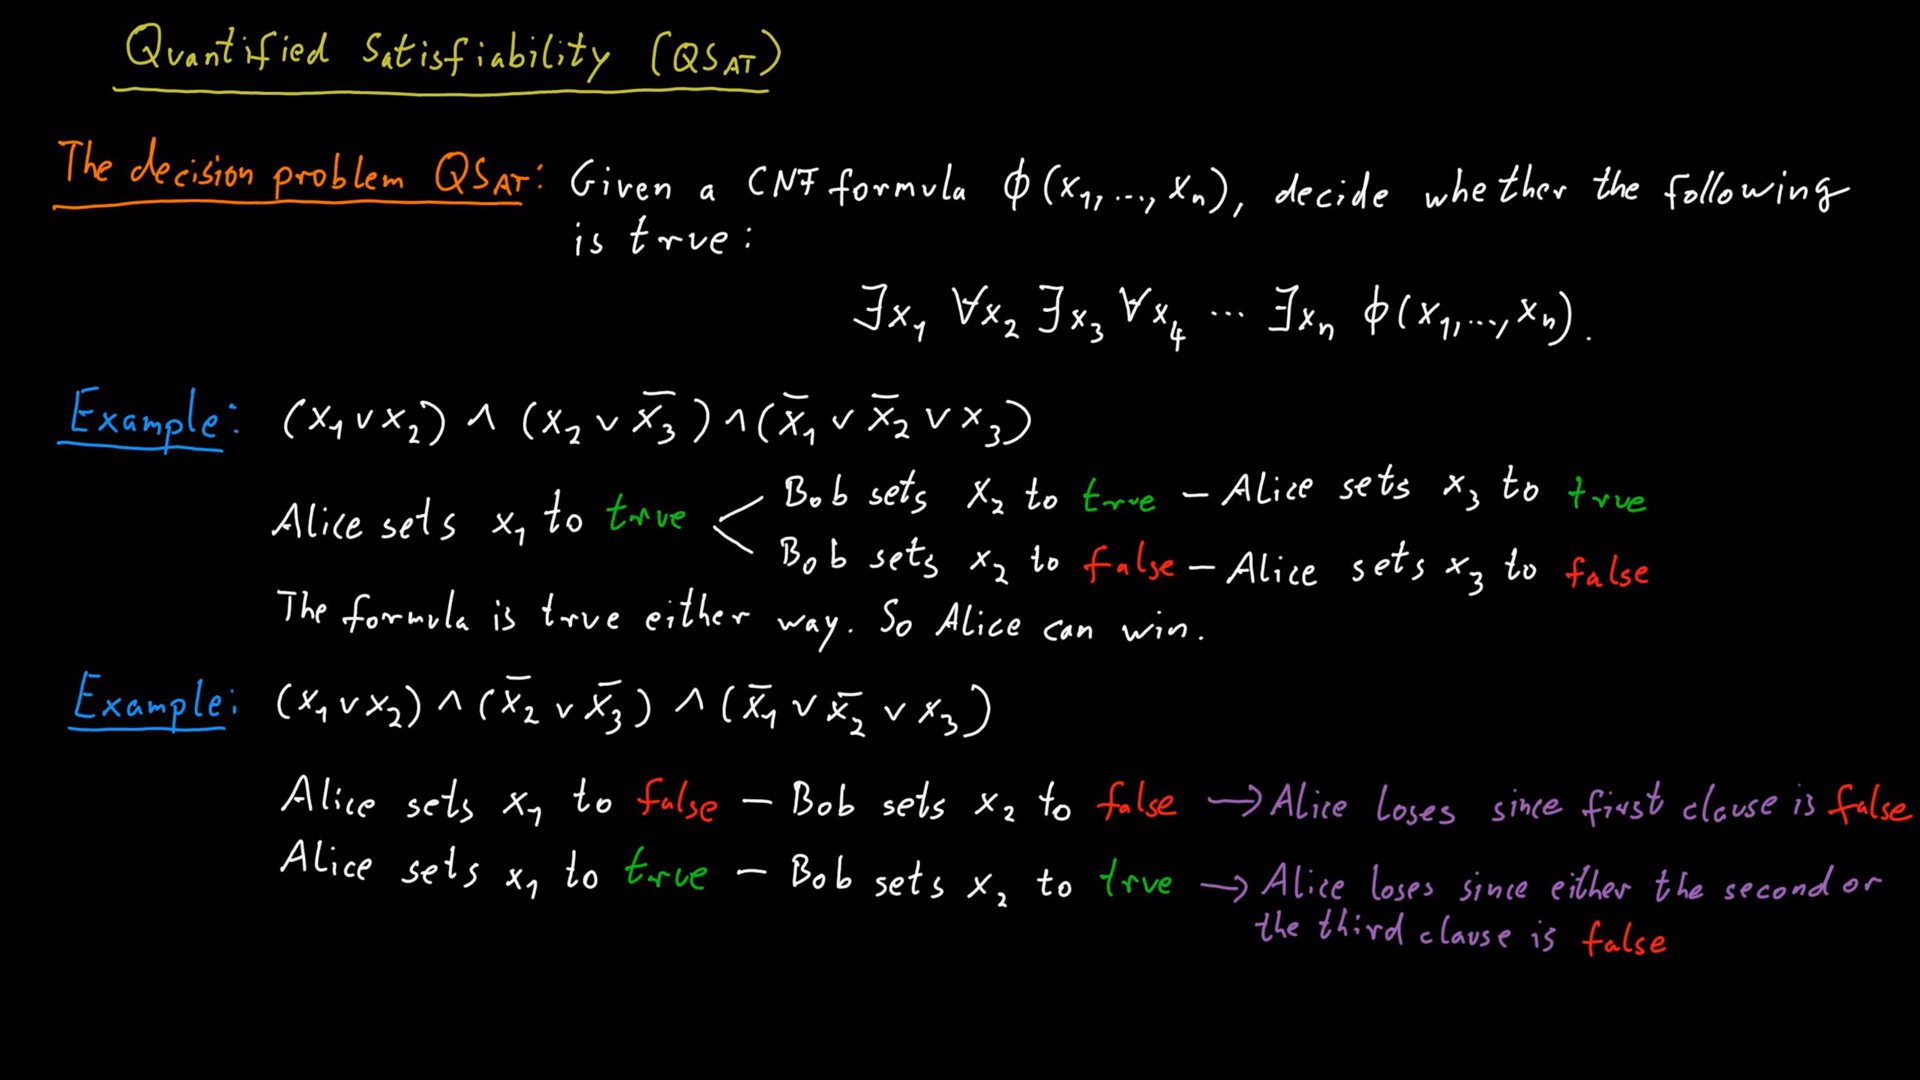 Quantified Satisfiability (QSAT)
The decision problem QSAT: Given a CNF formula ϕ(x₁,...,xₙ), decide whether the following
is true:
∃x₁ ∀x₂ ∃x₃ ∀x₄ ... ∃xₙ ϕ(x₁,...,xₙ).
Example: (x₁ ∨ x₂) ∧ (x₂ ∨ x̅₃) ∧ (x̅₁ ∨ x̅₂ ∨ x₃)
Bob sets x₂ to true – Alice sets x₃ to true
Alice sets x₁ to true
Bob sets x₂ to false – Alice sets x₃ to false
The formula is true either way. So Alice can win.
Example: (x₁ ∨ x₂) ∧ (x̅₂ ∨ x̅₃) ∧ (x̅₁ ∨ x̅₂ ∨ x₃)
Alice sets x₁ to false – Bob sets x₂ to false → Alice loses since first clause is false
Alice sets x₁ to true – Bob sets x₂ to true → Alice loses since either the second or
the third clause is false